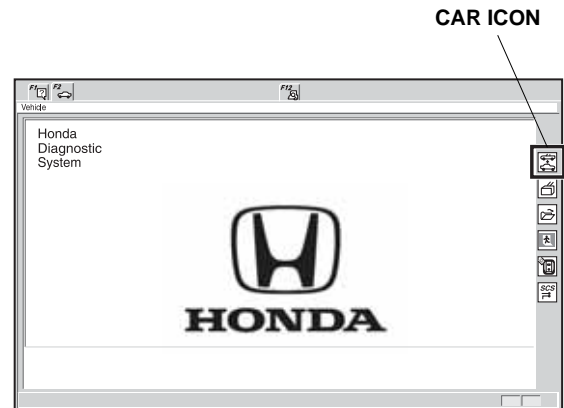 CAR ICON
F1 F2 F12
Vehicle
Honda
Diagnostic
System
HONDA
SCS